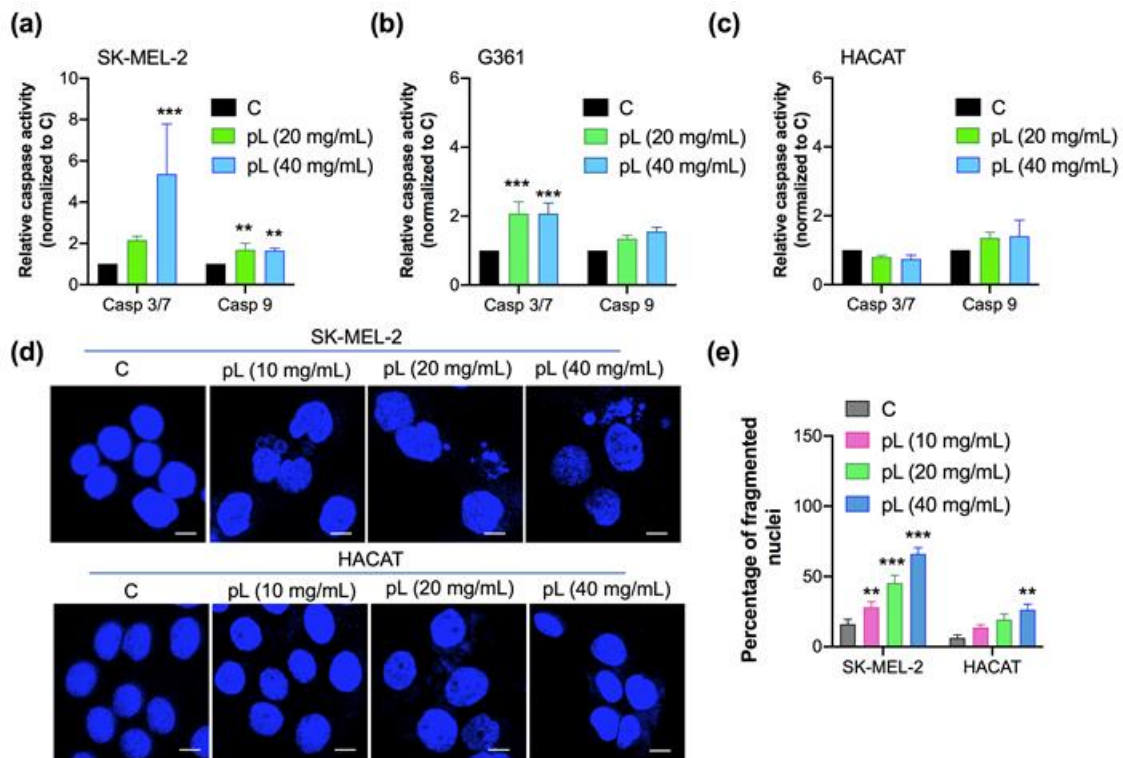 (a)
SK-MEL-2
Relative caspase activity
(normalized to C)
10
8
6
4
2
0
***
**
**
C
pL (20 mg/mL)
pL (40 mg/mL)
Casp 3/7
Casp 9
(b)
G361
Relative caspase activity
(normalized to C)
6
4
2
0
***
***
C
pL (20 mg/mL)
pL (40 mg/mL)
Casp 3/7
Casp 9
(c)
HACAT
Relative caspase activity
(normalized to C)
6
4
2
0
C
pL (20 mg/mL)
pL (40 mg/mL)
Casp 3/7
Casp 9
(d)
SK-MEL-2
C
pL (10 mg/mL)
pL (20 mg/mL)
pL (40 mg/mL)
HACAT
C
pL (10 mg/mL)
pL (20 mg/mL)
pL (40 mg/mL)
(e)
C
pL (10 mg/mL)
pL (20 mg/mL)
pL (40 mg/mL)
Percentage of fragmented
nuclei
150
100
50
0
**
***
***
**
SK-MEL-2
HACAT